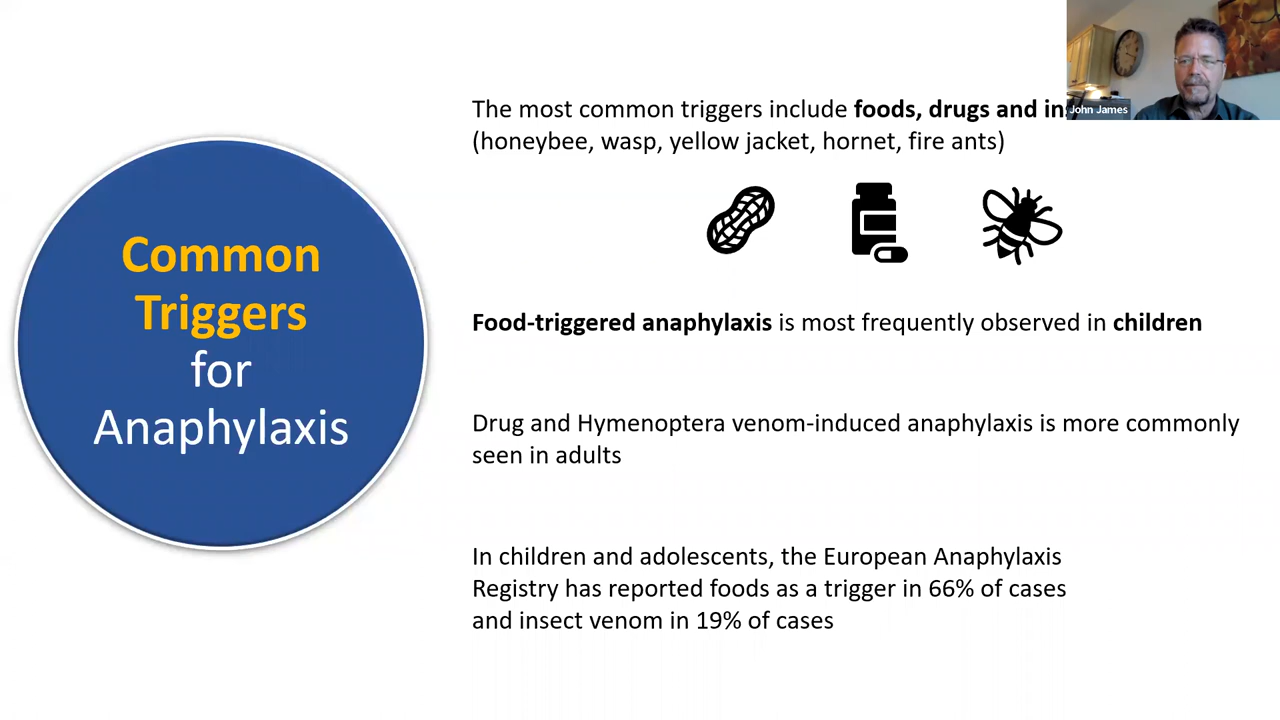 John James
The most common triggers include foods, drugs and
(honeybee, wasp, yellow jacket, hornet, fire ants)
Common
Triggers
for
Anaphylaxis
Food-triggered anaphylaxis is most frequently observed in children
Drug and Hymenoptera venom-induced anaphylaxis is more commonly
seen in adults
In children and adolescents, the European Anaphylaxis
Registry has reported foods as a trigger in 66% of cases
and insect venom in 19% of cases